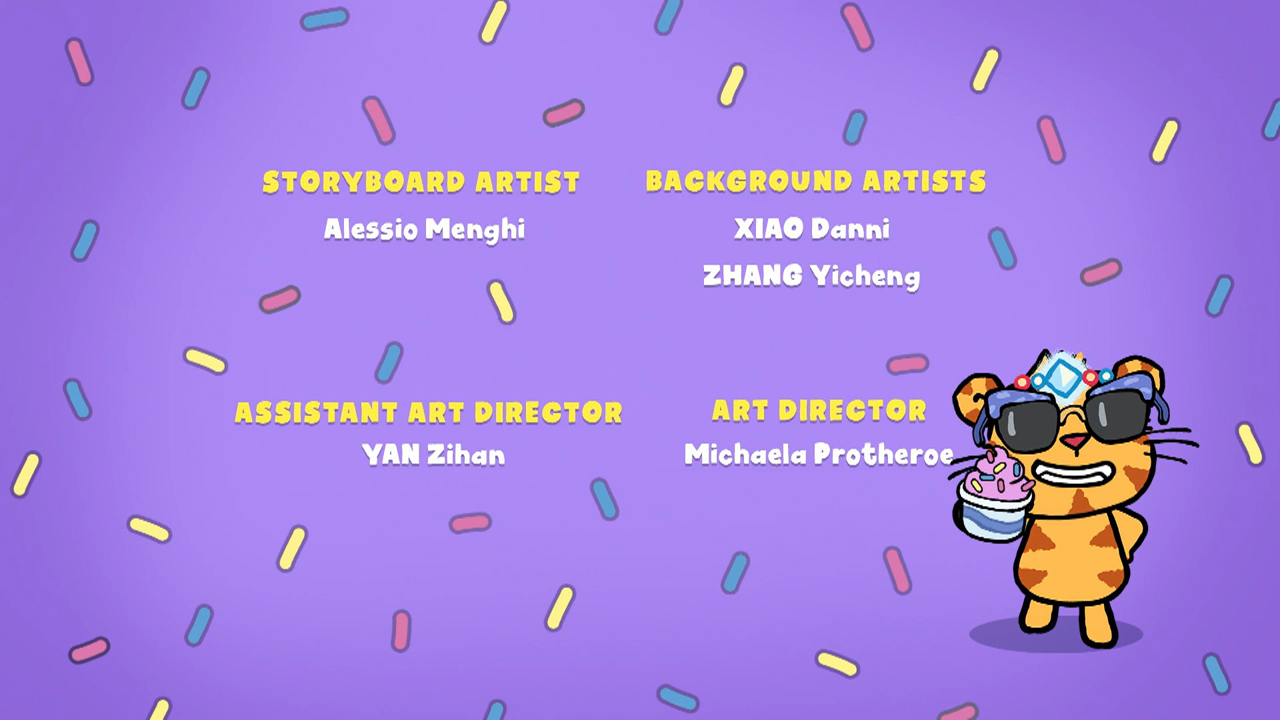 STORYBOARD ARTIST
Alessio Menghi
BACKGROUND ARTISTS
XIAO Danni
ZHANG Yicheng
ASSISTANT ART DIRECTOR
YAN Zihan
ART DIRECTOR
Michaela Protheroe